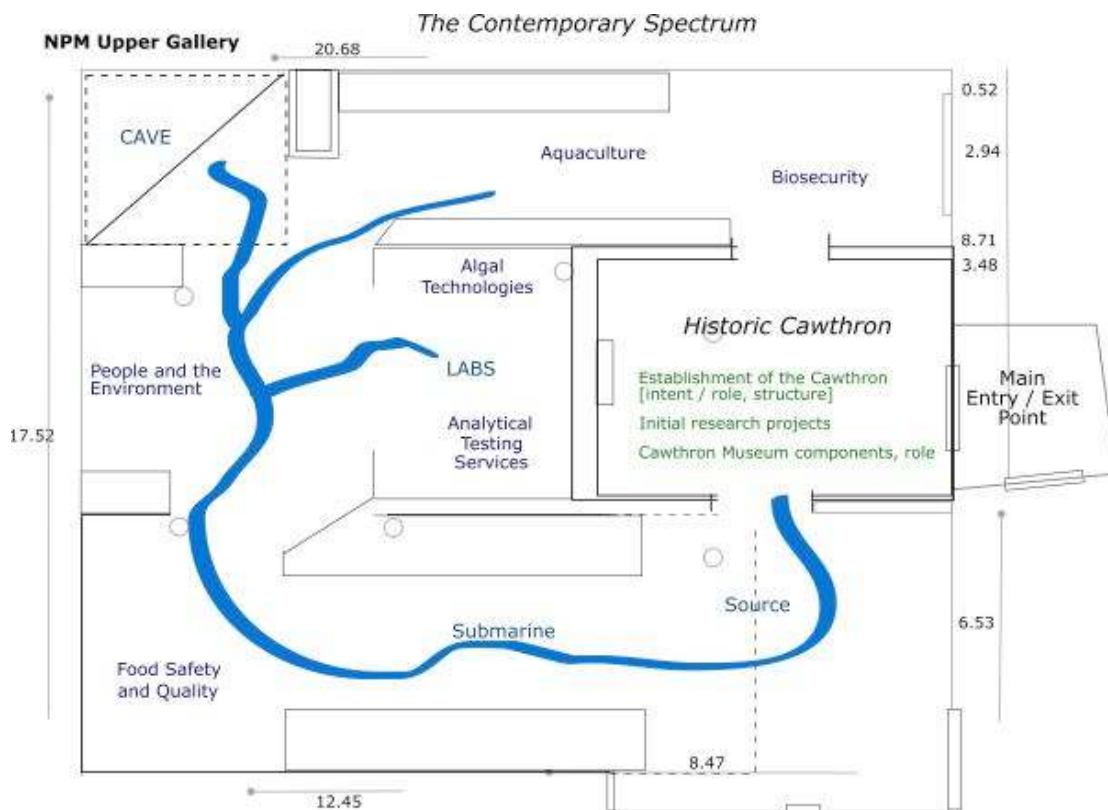 The Contemporary Spectrum
NPM Upper Gallery
20.68
0.52
CAVE
Aquaculture
2.94
Biosecurity
8.71
3.48
Algal
Technologies
Historic Cawthron
People and the
Environment
LABS
Establishment of the Cawthron
[intent / role, structure]
Initial research projects
Cawthron Museum components, role
Main
Entry / Exit
Point
17.52
Analytical
Testing
Services
Source
Submarine
6.53
Food Safety
and Quality
8.47
12.45